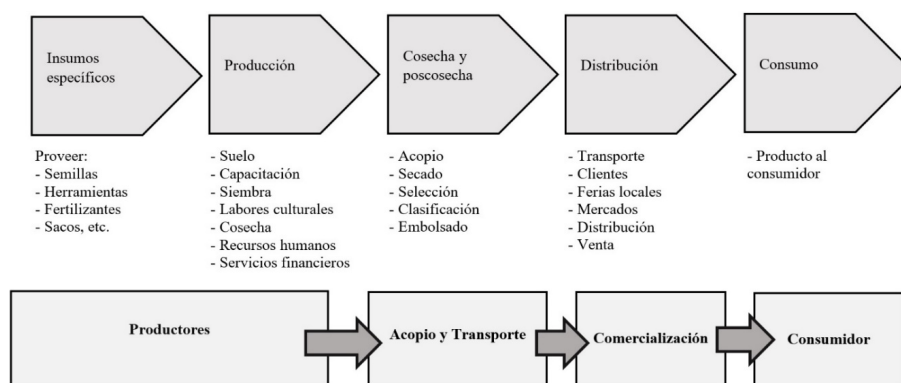 Insumos
específicos
Producción
Cosecha y
poscosecha
Distribución
Consumo
Proveer:
- Semillas
- Herramientas
- Fertilizantes
- Sacos, etc.
- Suelo
- Capacitación
- Siembra
- Labores culturales
- Cosecha
- Recursos humanos
- Servicios financieros
- Acopio
- Secado
- Selección
- Clasificación
- Embolsado
- Transporte
- Clientes
- Ferias locales
- Mercados
- Distribución
- Venta
- Producto al
consumidor
Productores
Acopio y Transporte
Comercialización
Consumidor